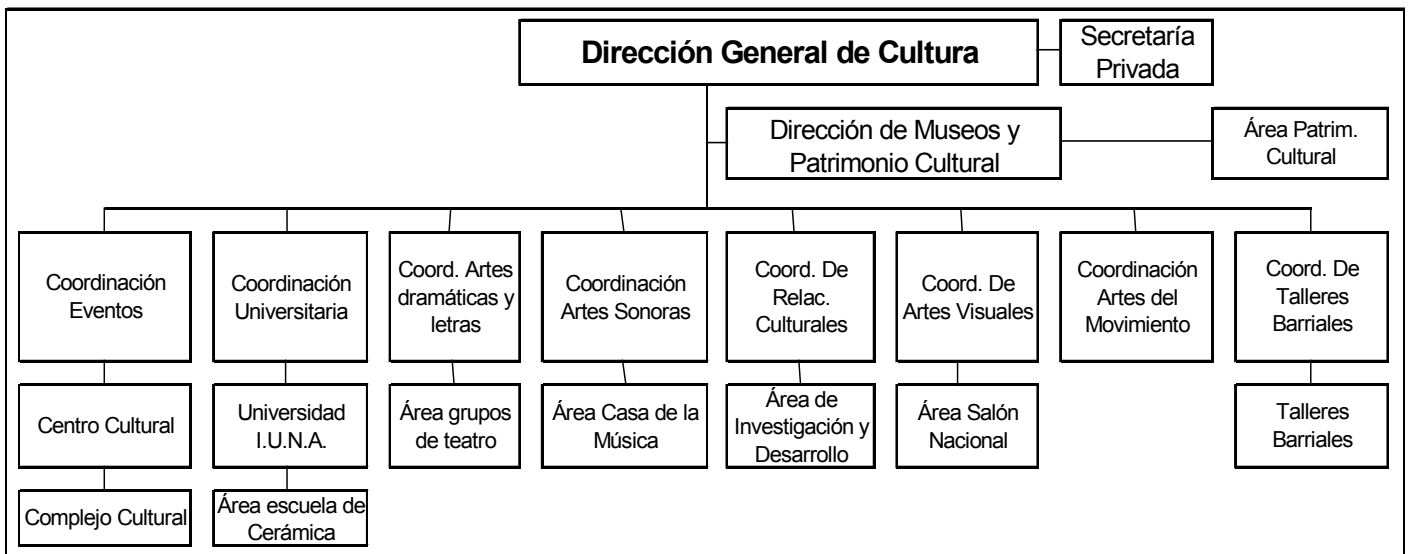 Dirección General de Cultura
Secretaría
Privada
Dirección de Museos y
Patrimonio Cultural
Área Patrim.
Cultural
Coordinación
Eventos
Coordinación
Universitaria
Coord. Artes
dramáticas y
letras
Coordinación
Artes Sonoras
Coord. De
Relac.
Culturales
Coord. De
Artes Visuales
Coordinación
Artes del
Movimiento
Coord. De
Talleres
Barriales
Centro Cultural
Universidad
I.U.N.A.
Área grupos
de teatro
Área Casa de la
Música
Área de
Investigación y
Desarrollo
Área Salón
Nacional
Talleres
Barriales
Complejo Cultural
Área escuela de
Cerámica